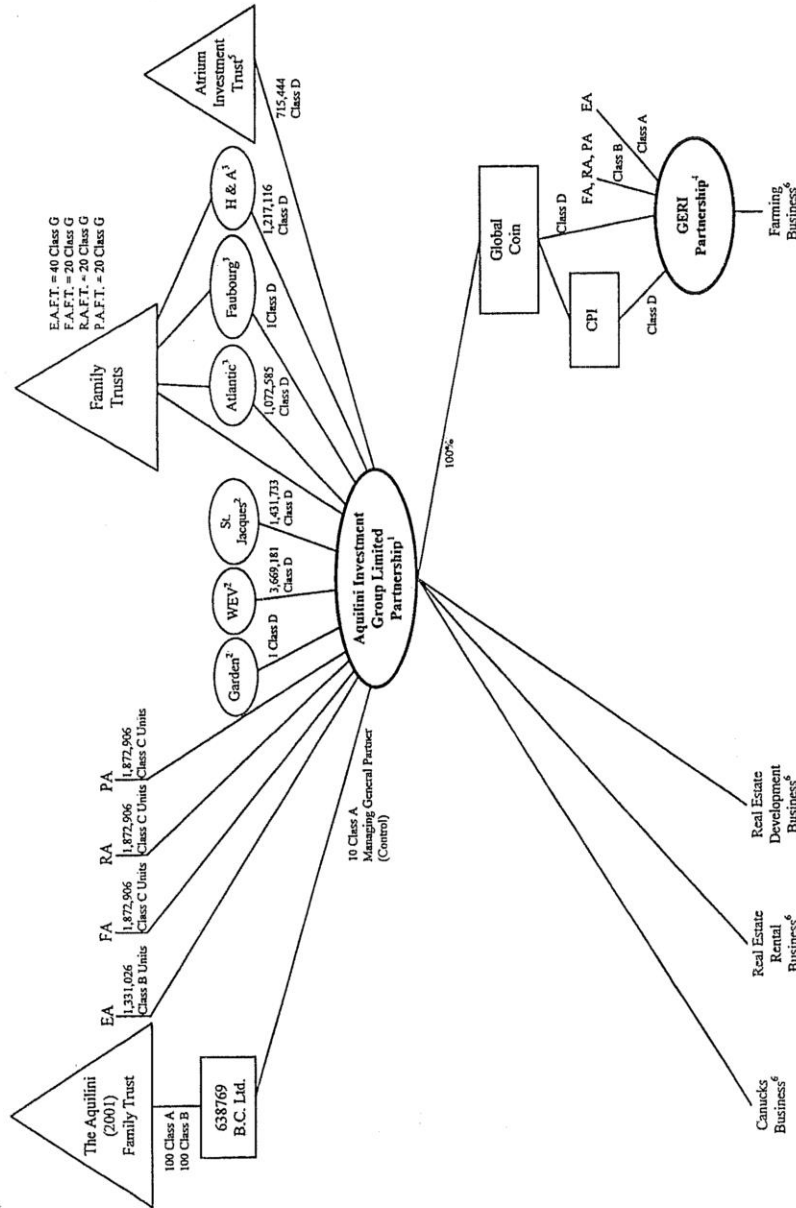 The Aquilini
(2001)
Family Trust
100 Class A
100 Class B
638769
B.C. Ltd.
EA
1,331,026
Class B Units
FA
1,872,906
Class C Units
RA
1,872,906
Class C Units
PA
1,872,906
Class C Units
Garden²
1 Class D
WEV²
3,669,181
Class D
St.
Jacques²
1,431,733
Class D
Family
Trusts
E.A.F.T. = 40 Class G
F.A.F.T. = 20 Class G
R.A.F.T. = 20 Class G
P.A.F.T. = 20 Class G
Atlantic³
1,072,585
Class D
Faubourg³
1Class D
H & A³
1,217,116
Class D
Atrium
Investment
Trust⁵
715,444
Class D
10 Class A
Managing General Partner
(Control)
Aquilini Investment
Group Limited
Partnership¹
100%
Global
Coin
CPI
Class D
Class D
FA, RA, PA
Class B
EA
Class A
GERI
Partnership⁴
Farming
Business⁶
Canucks
Business⁶
Real Estate
Rental
Business⁶
Real Estate
Development
Business⁶